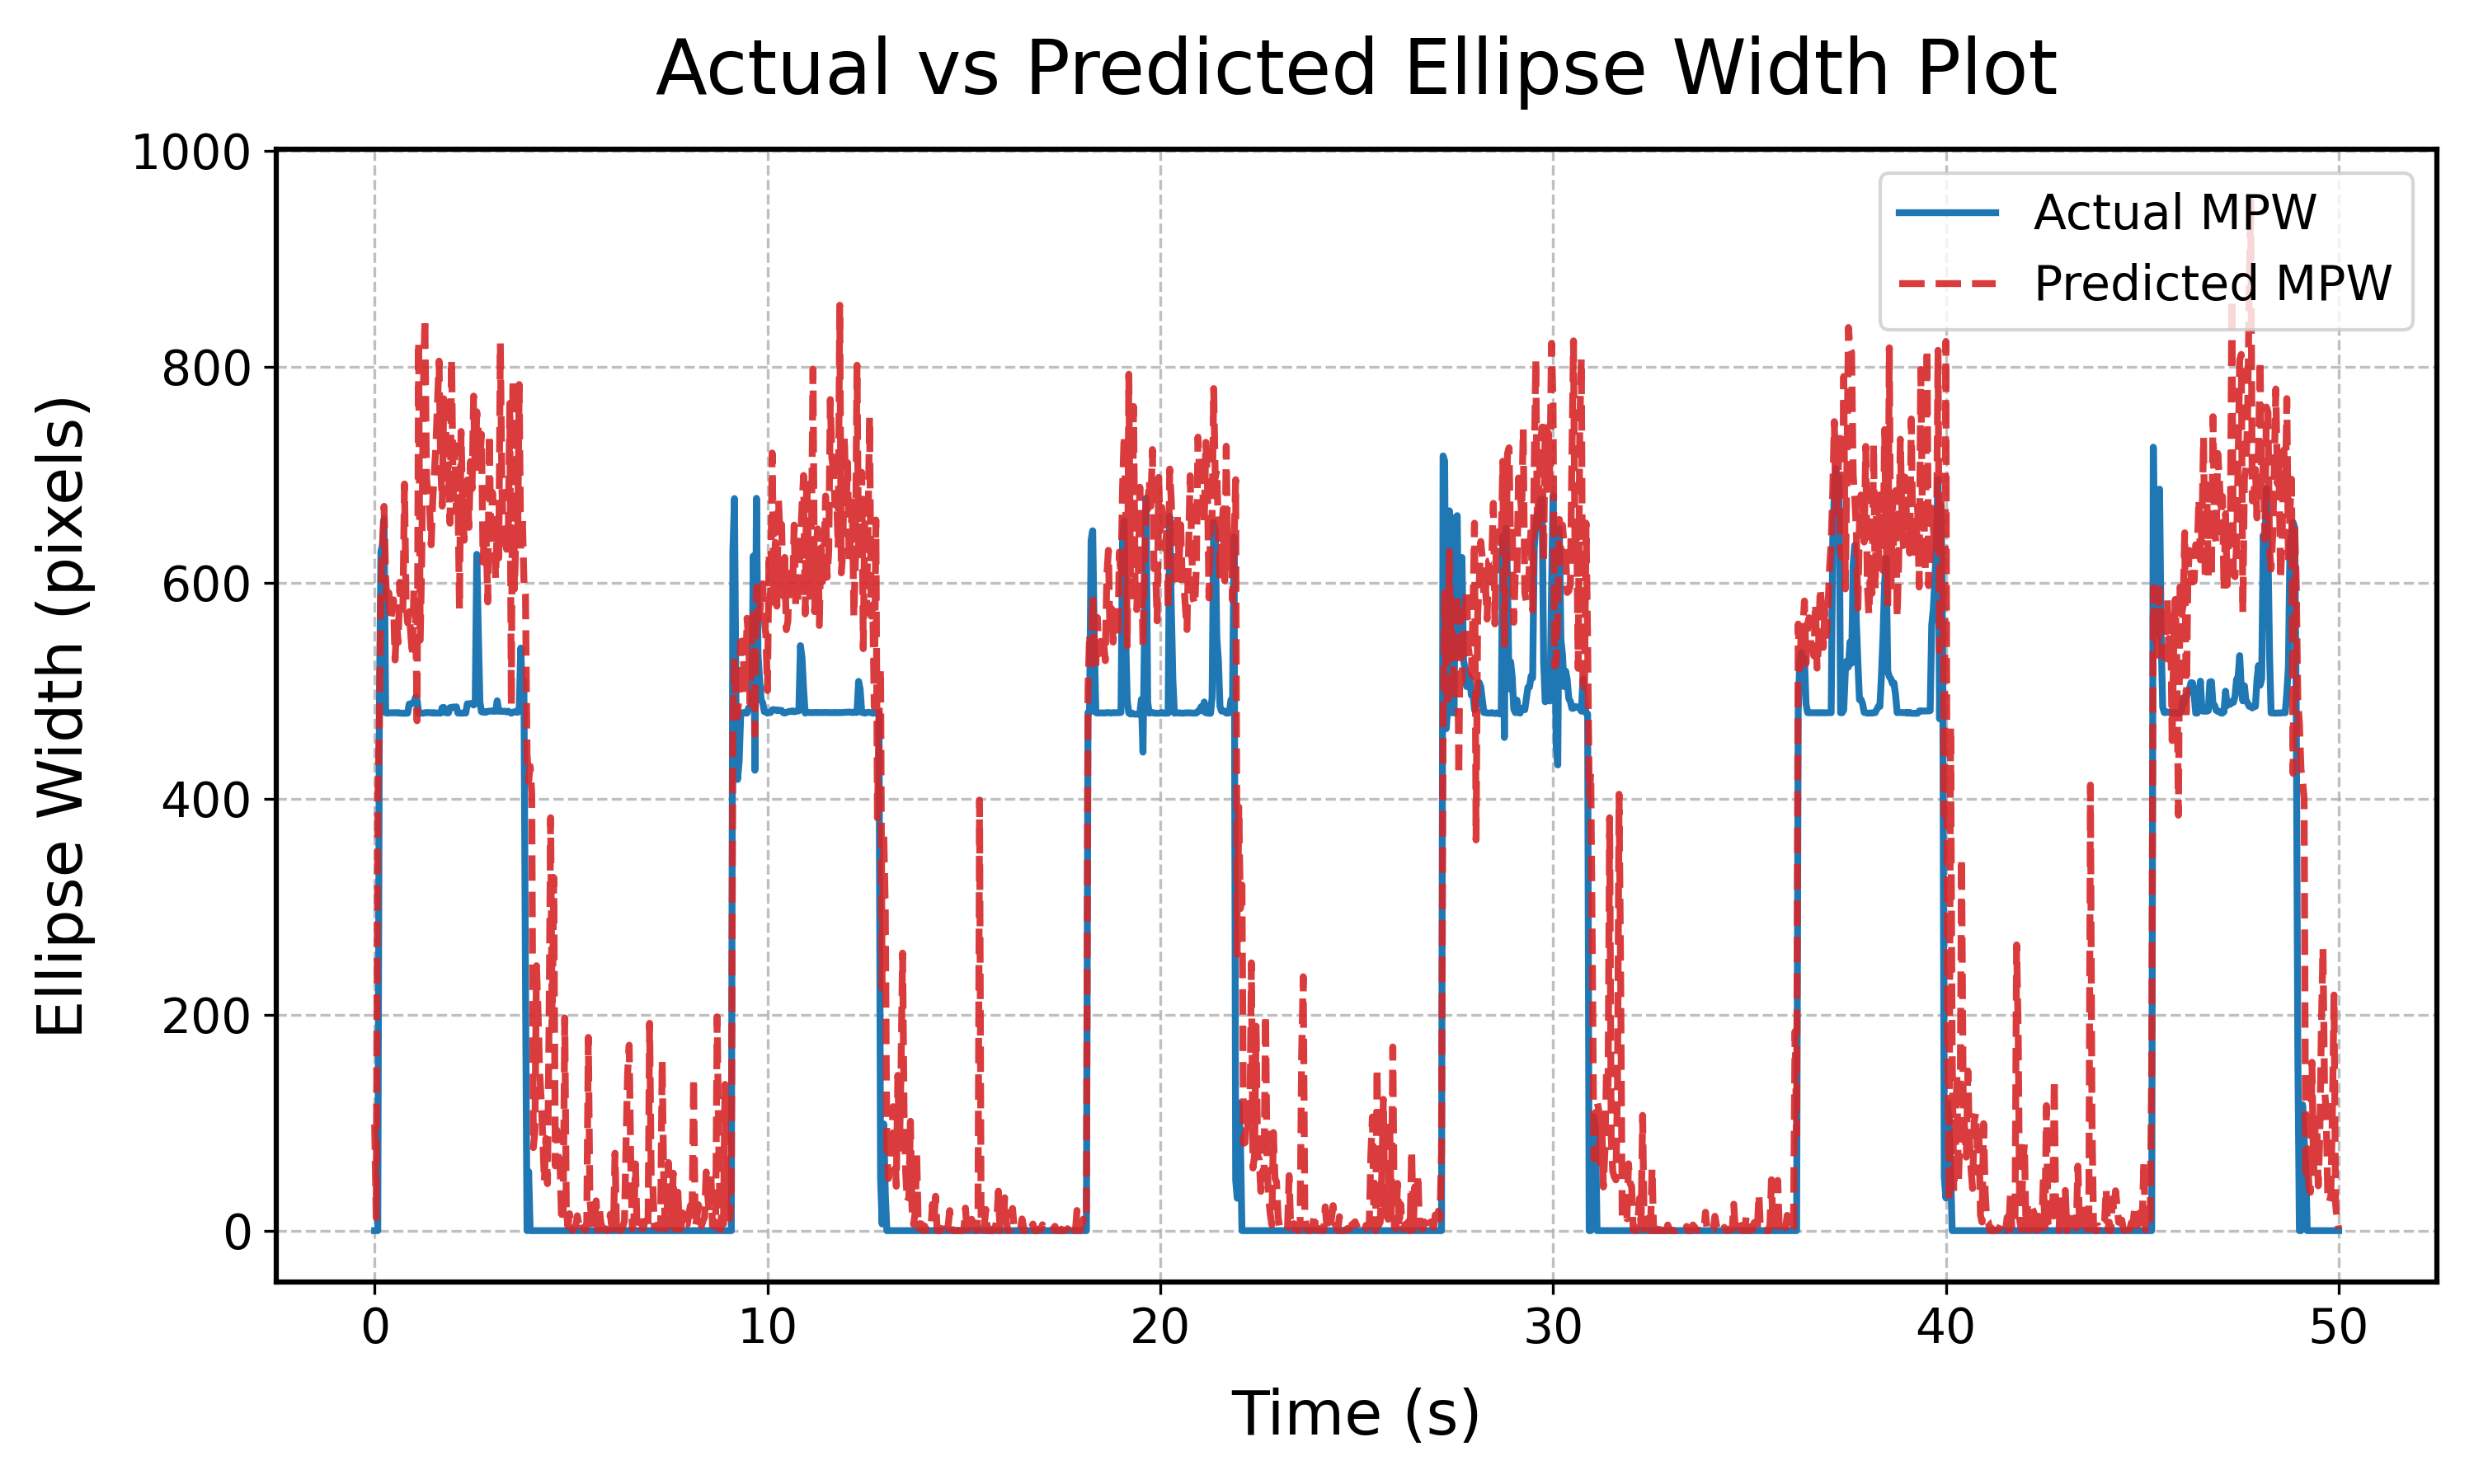 Actual vs Predicted Ellipse Width Plot
1000
800
600
400
200
0
Ellipse Width (pixels)
Actual MPW
Predicted MPW
0 10 20 30 40 50
Time (s)